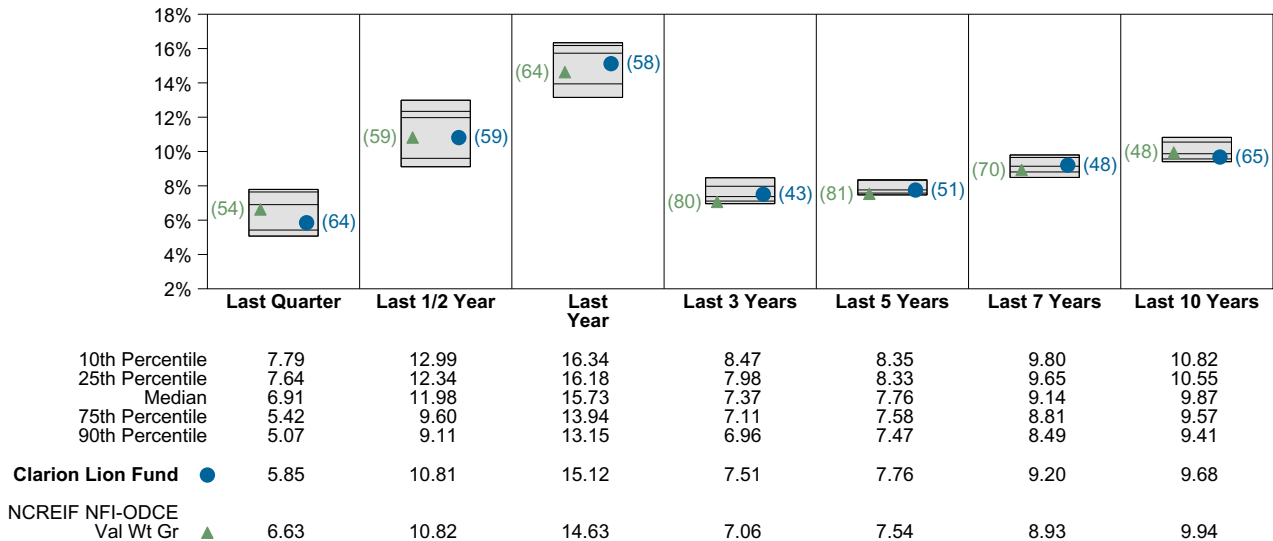 18%
16%
14%
12%
10%
8%
6%
4%
2%
(54)
(64)
(59)
(59)
(64)
(58)
(80)
(43)
(81)
(51)
(70)
(48)
(48)
(65)
Last Quarter Last 1/2 Year Last Year Last 3 Years Last 5 Years Last 7 Years Last 10 Years
10th Percentile 7.79 12.99 16.34 8.47 8.35 9.80 10.82
25th Percentile 7.64 12.34 16.18 7.98 8.33 9.65 10.55
Median 6.91 11.98 15.73 7.37 7.76 9.14 9.87
75th Percentile 5.42 9.60 13.94 7.11 7.58 8.81 9.57
90th Percentile 5.07 9.11 13.15 6.96 7.47 8.49 9.41
Clarion Lion Fund 5.85 10.81 15.12 7.51 7.76 9.20 9.68
NCREIF NFI-ODCE
Val Wt Gr 6.63 10.82 14.63 7.06 7.54 8.93 9.94